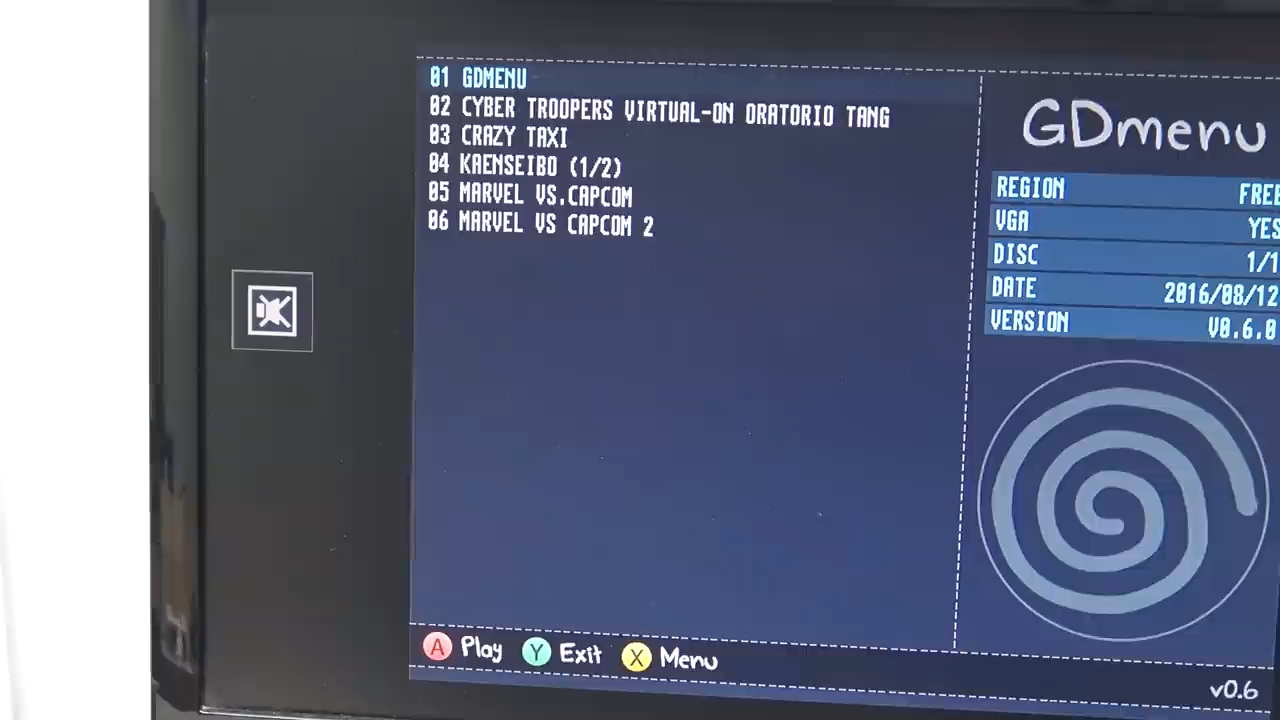 01 GDMENU
02 CYBER TROOPERS VIRTUAL-ON ORATORIO TANG
03 CRAZY TAXI
04 KAENSEIBO (1/2)
05 MARVEL VS.CAPCOM
06 MARVEL VS CAPCOM 2
GDmenu
REGION FREE
VGA YES
DISC 1/1
DATE 2016/08/12
VERSION V0.6.0
A Play Y Exit X Menu
v0.6